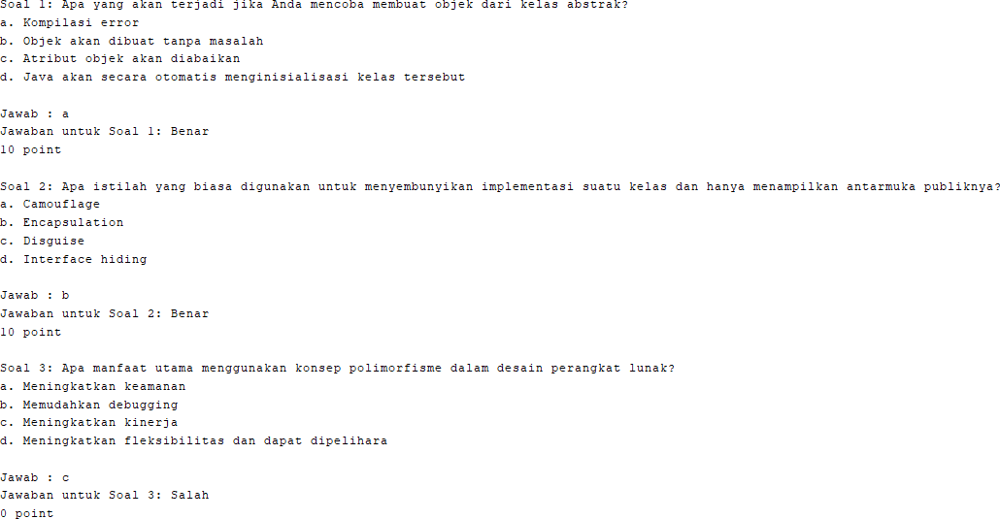 Soal 1: Apa yang akan terjadi jika Anda mencoba membuat objek dari kelas abstrak?
a. Kompilasi error
b. Objek akan dibuat tanpa masalah
c. Atribut objek akan diabaikan
d. Java akan secara otomatis menginisialisasi kelas tersebut
Jawab : a
Jawaban untuk Soal 1: Benar
10 point
Soal 2: Apa istilah yang biasa digunakan untuk menyembunyikan implementasi suatu kelas dan hanya menampilkan antarmuka publiknya?
a. Camouflage
b. Encapsulation
c. Disguise
d. Interface hiding
Jawab : b
Jawaban untuk Soal 2: Benar
10 point
Soal 3: Apa manfaat utama menggunakan konsep polimorfisme dalam desain perangkat lunak?
a. Meningkatkan keamanan
b. Memudahkan debugging
c. Meningkatkan kinerja
d. Meningkatkan fleksibilitas dan dapat dipelihara
Jawab : c
Jawaban untuk Soal 3: Salah
0 point